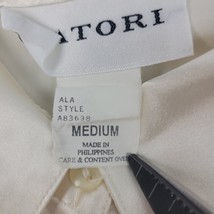 ATORI
ALA
STYLE
A83638
MEDIUM
MADE IN
PHILIPPINES
CARE & CONTENT OVER